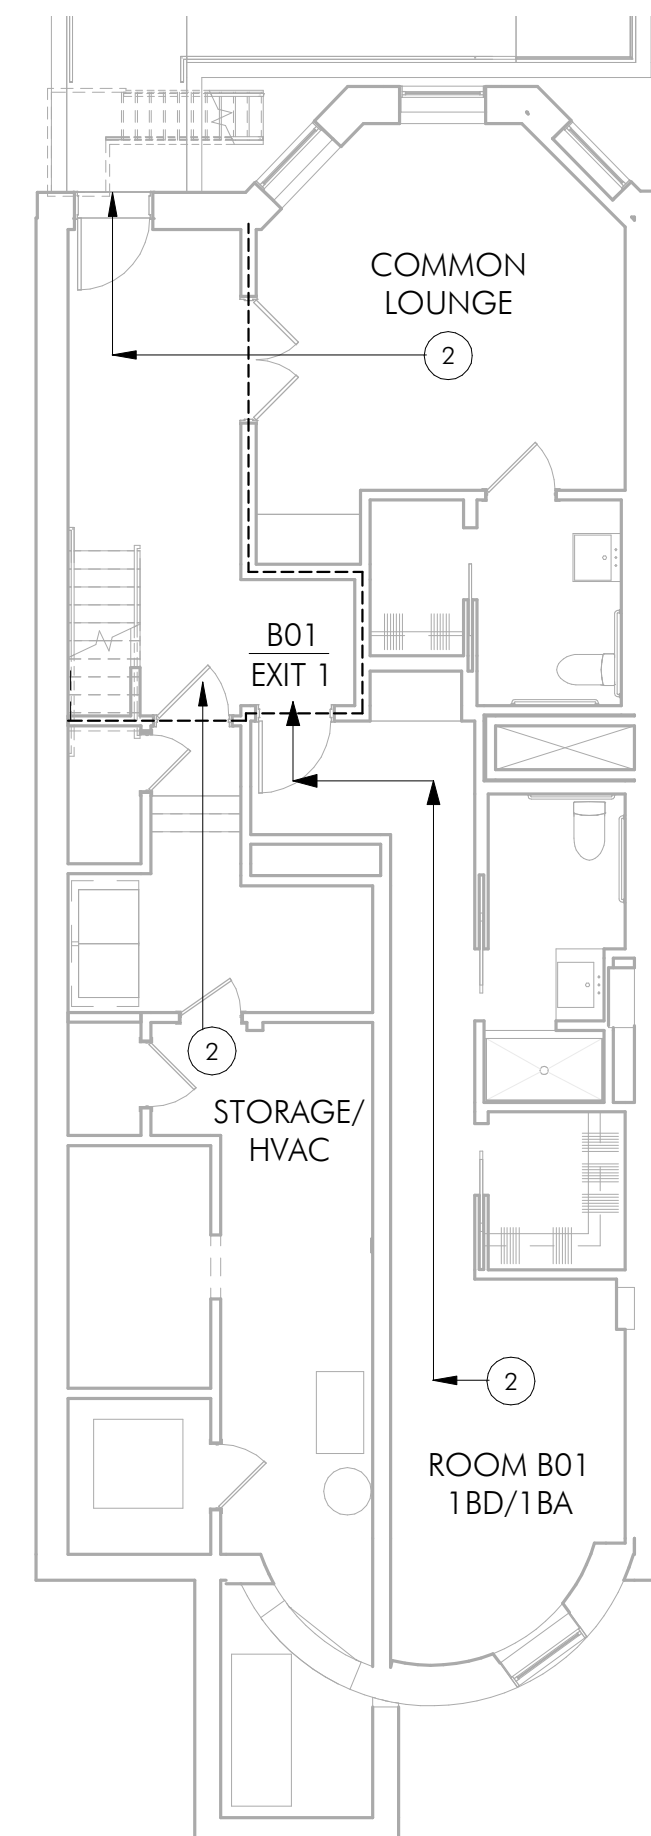 COMMON
LOUNGE
2
B01
EXIT 1
2
STORAGE/
HVAC
2
ROOM B01
1BD/1BA